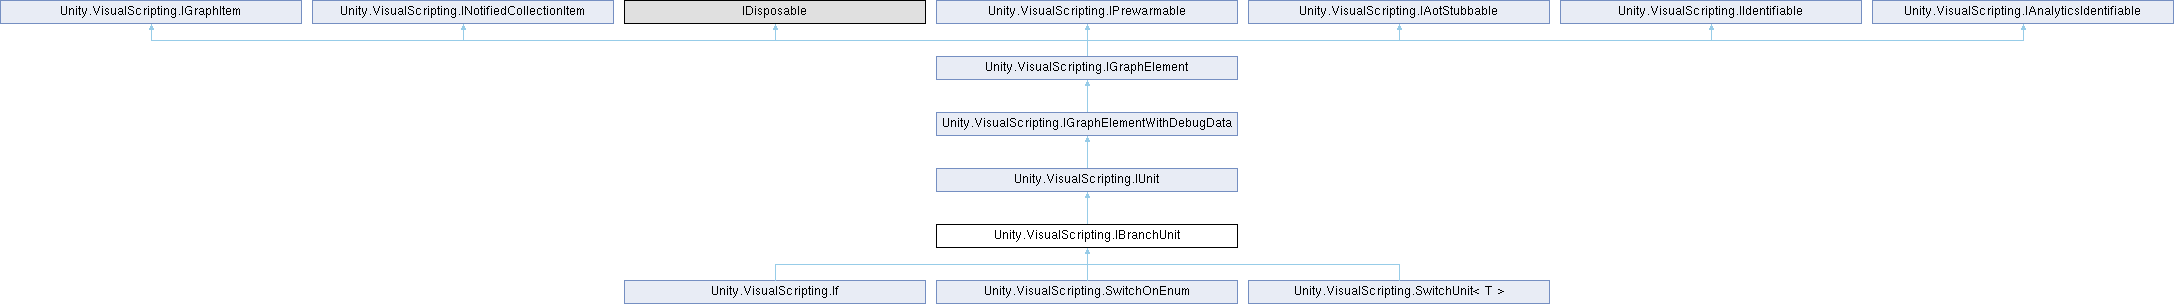 Unity.VisualScripting.IGraphItem
Unity.VisualScripting.INotifiedCollectionItem
IDisposable
Unity.VisualScripting.IPrewarmable
Unity.VisualScripting.IAotStubbable
Unity.VisualScripting.IIdentifiable
Unity.VisualScripting.IAnalyticsIdentifiable
Unity.VisualScripting.IGraphElement
Unity.VisualScripting.IGraphElementWithDebugData
Unity.VisualScripting.IUnit
Unity.VisualScripting.IBranchUnit
Unity.VisualScripting.If
Unity.VisualScripting.SwitchOnEnum
Unity.VisualScripting.SwitchUnit< T >